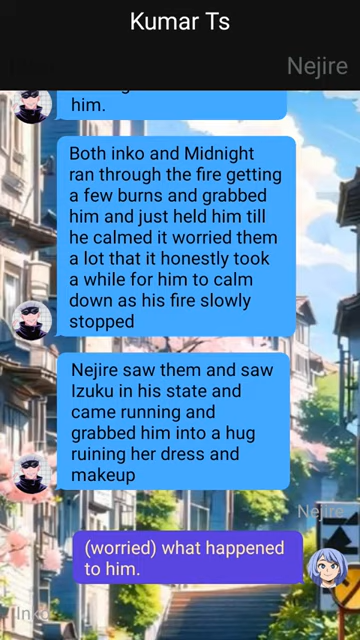 Kumar Ts
Nejire
him.
Both inko and Midnight
ran through the fire getting
a few burns and grabbed
him and just held him till
he calmed it worried them
a lot that it honestly took
a while for him to calm
down as his fire slowly
stopped
Nejire saw them and saw
Izuku in his state and
came running and
grabbed him into a hug
ruining her dress and
makeup
Nejire
(worried) what happened
to him.
Inko